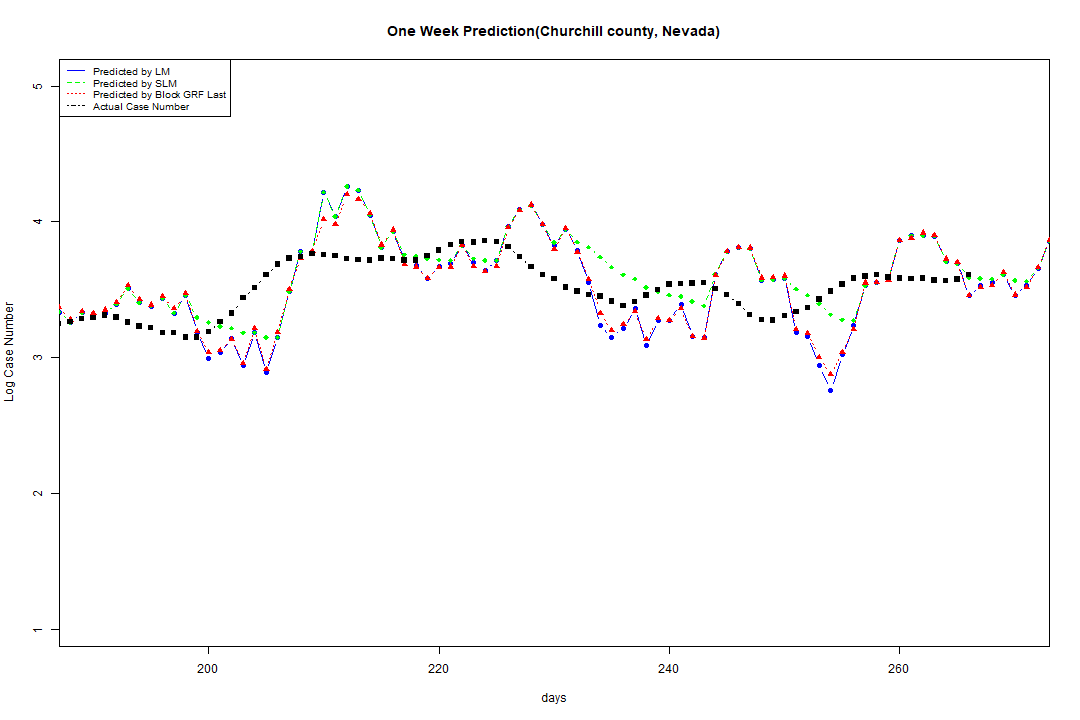 One Week Prediction(Churchill county, Nevada)
Predicted by LM
Predicted by SLM
Predicted by Block GRF Last
Actual Case Number
5
4
3
2
1
Log Case Number
200 220 240 260
days